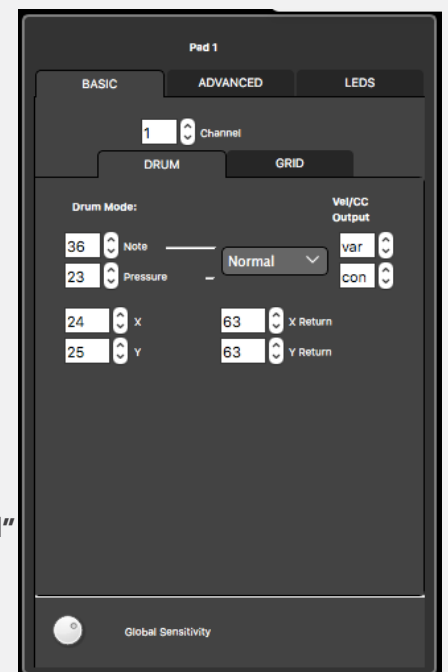 Pad 1
BASIC ADVANCED LEDS
1 Channel
DRUM GRID
Drum Mode: Vel/CC
Output
36 Note Normal var
23 Pressure con
24 X 63 X Return
25 Y 63 Y Return
Global Sensitivity